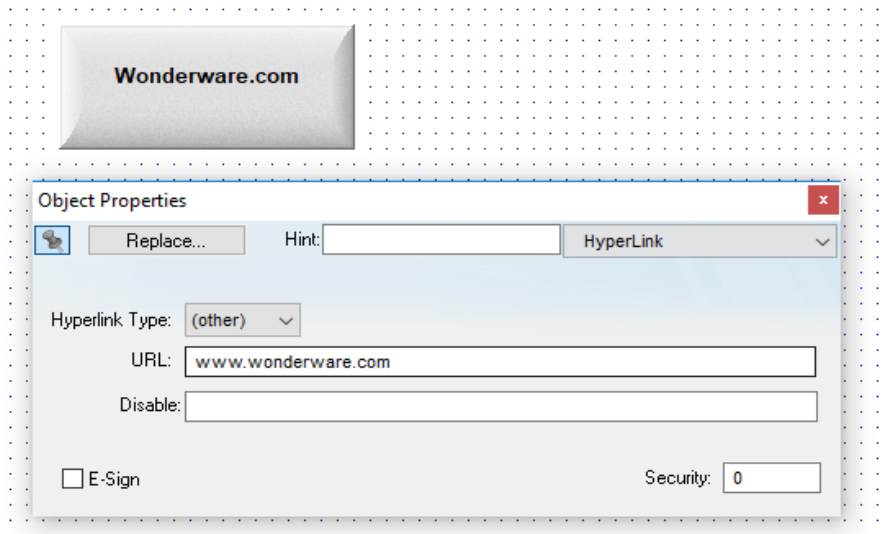 Wonderware.com
Object Properties x
Replace... Hint: HyperLink
Hyperlink Type: (other)
URL: www.wonderware.com
Disable:
E-Sign Security: 0